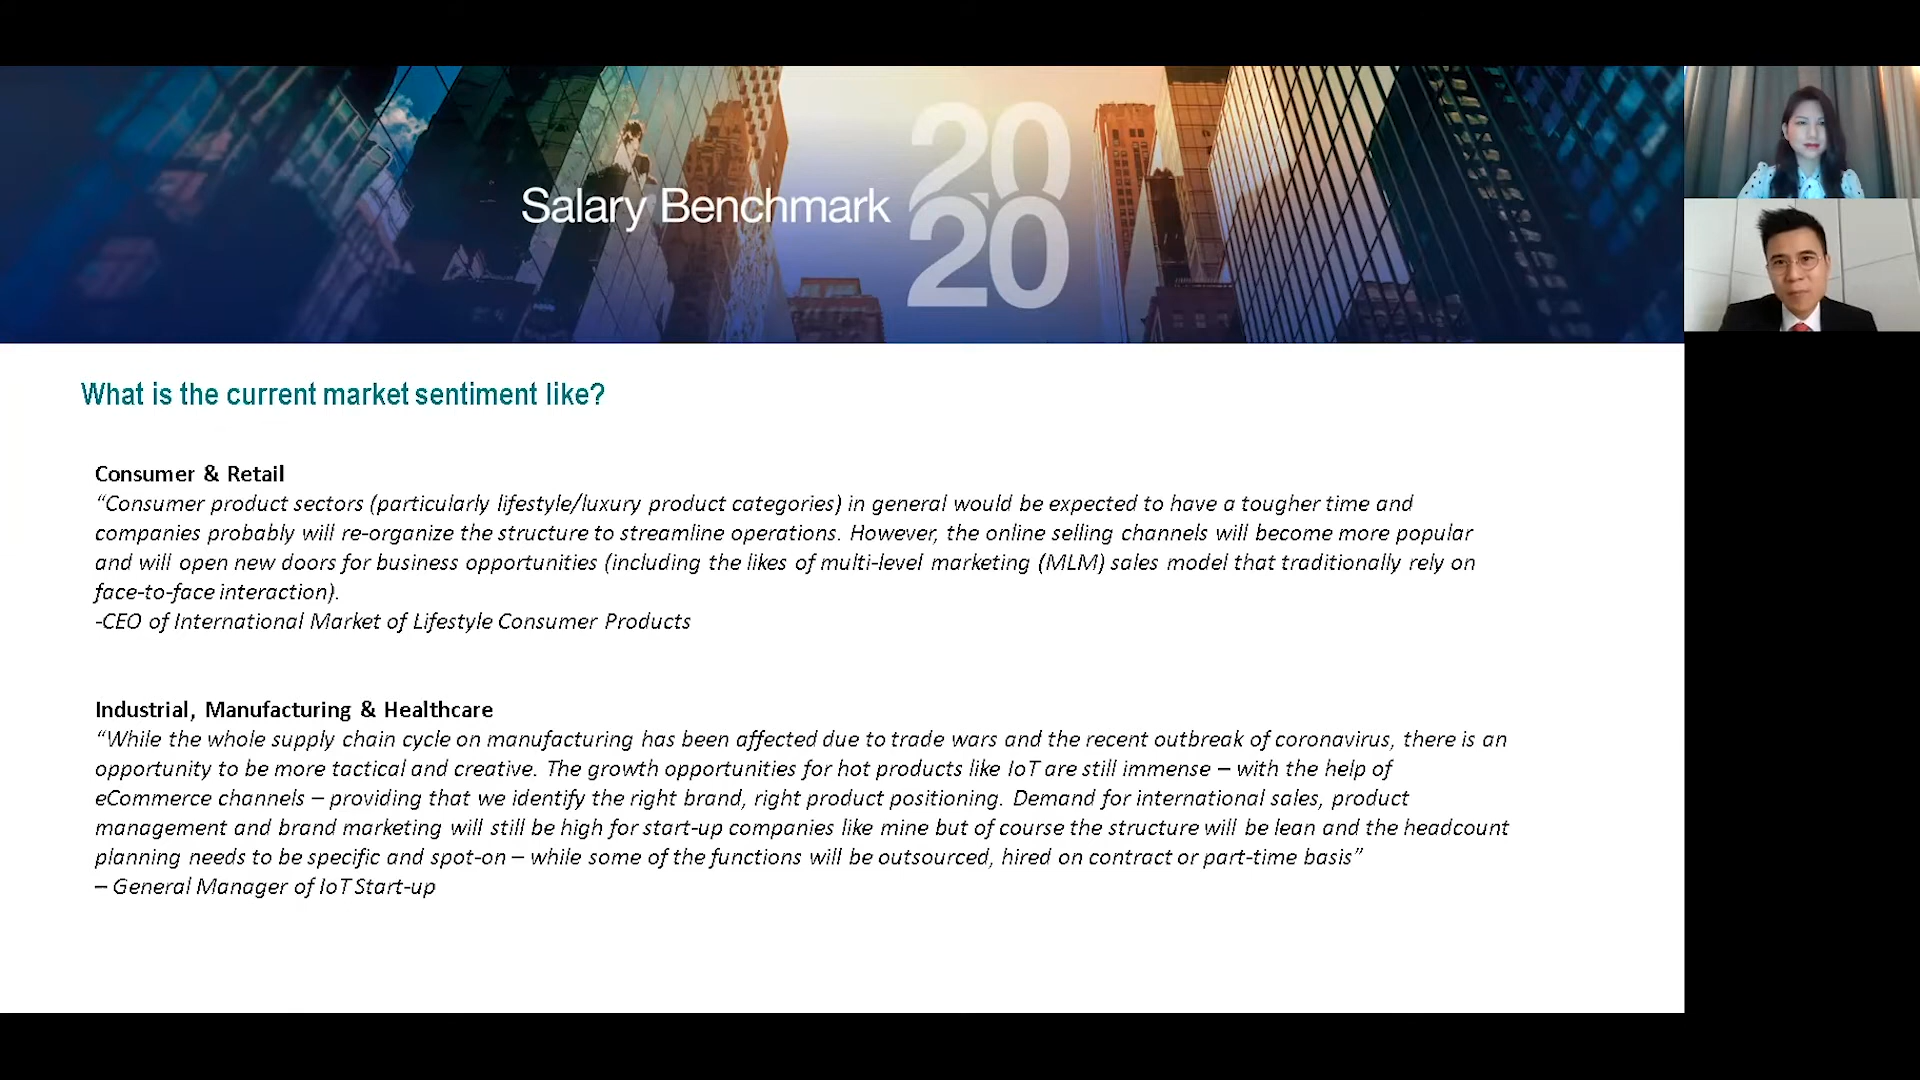 Salary Benchmark
20
20
What is the current market sentiment like?
Consumer & Retail
“Consumer product sectors (particularly lifestyle/luxury product categories) in general would be expected to have a tougher time and
companies probably will re-organize the structure to streamline operations. However, the online selling channels will become more popular
and will open new doors for business opportunities (including the likes of multi-level marketing (MLM) sales model that traditionally rely on
face-to-face interaction).
-CEO of International Market of Lifestyle Consumer Products
Industrial, Manufacturing & Healthcare
“While the whole supply chain cycle on manufacturing has been affected due to trade wars and the recent outbreak of coronavirus, there is an
opportunity to be more tactical and creative. The growth opportunities for hot products like IoT are still immense – with the help of
eCommerce channels – providing that we identify the right brand, right product positioning. Demand for international sales, product
management and brand marketing will still be high for start-up companies like mine but of course the structure will be lean and the headcount
planning needs to be specific and spot-on – while some of the functions will be outsourced, hired on contract or part-time basis”
– General Manager of IoT Start-up